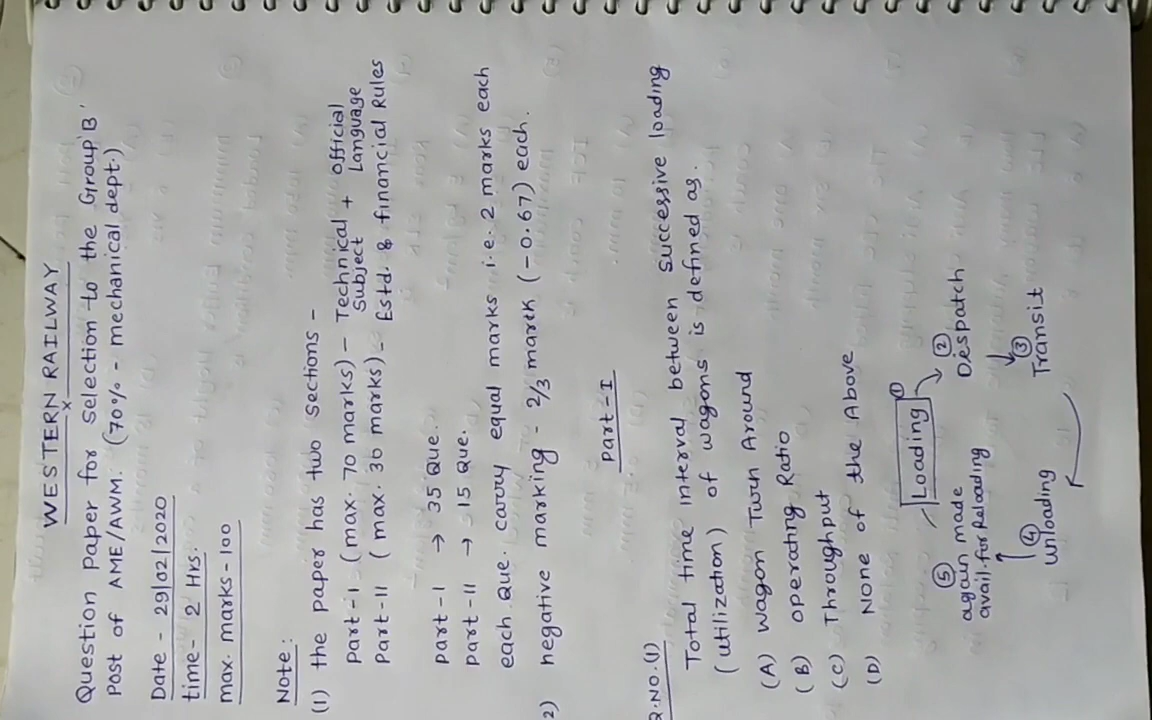 WESTERN RAILWAY
x
Question Paper for Selection to the Group 'B'
Post of AME/AWM. (70% - mechanical dept.)
Date - 29/02/2020
time - 2 Hrs.
max. marks - 100
Note:
(1) the paper has two sections -
Part-I (max. 70 marks) - Technical Subject + official Language
Part-II (max. 30 marks) - Estd. & financial Rules
Part-I → 35 Que.
Part-II → 15 Que.
each Que. carry equal marks i.e. 2 marks each
2) negative marking - 2/3 mark (-0.67) each.
Part-I
Q.NO.(1)
Total time interval between successive loading
(utilization) of wagons is defined as.
(A) Wagon Turn Around
(B) operating Ratio
(C) Throughput
(D) None of the Above
Loading ①
② Despatch
③ Transit
④ unloading
⑤ again made
avail. for Reloading